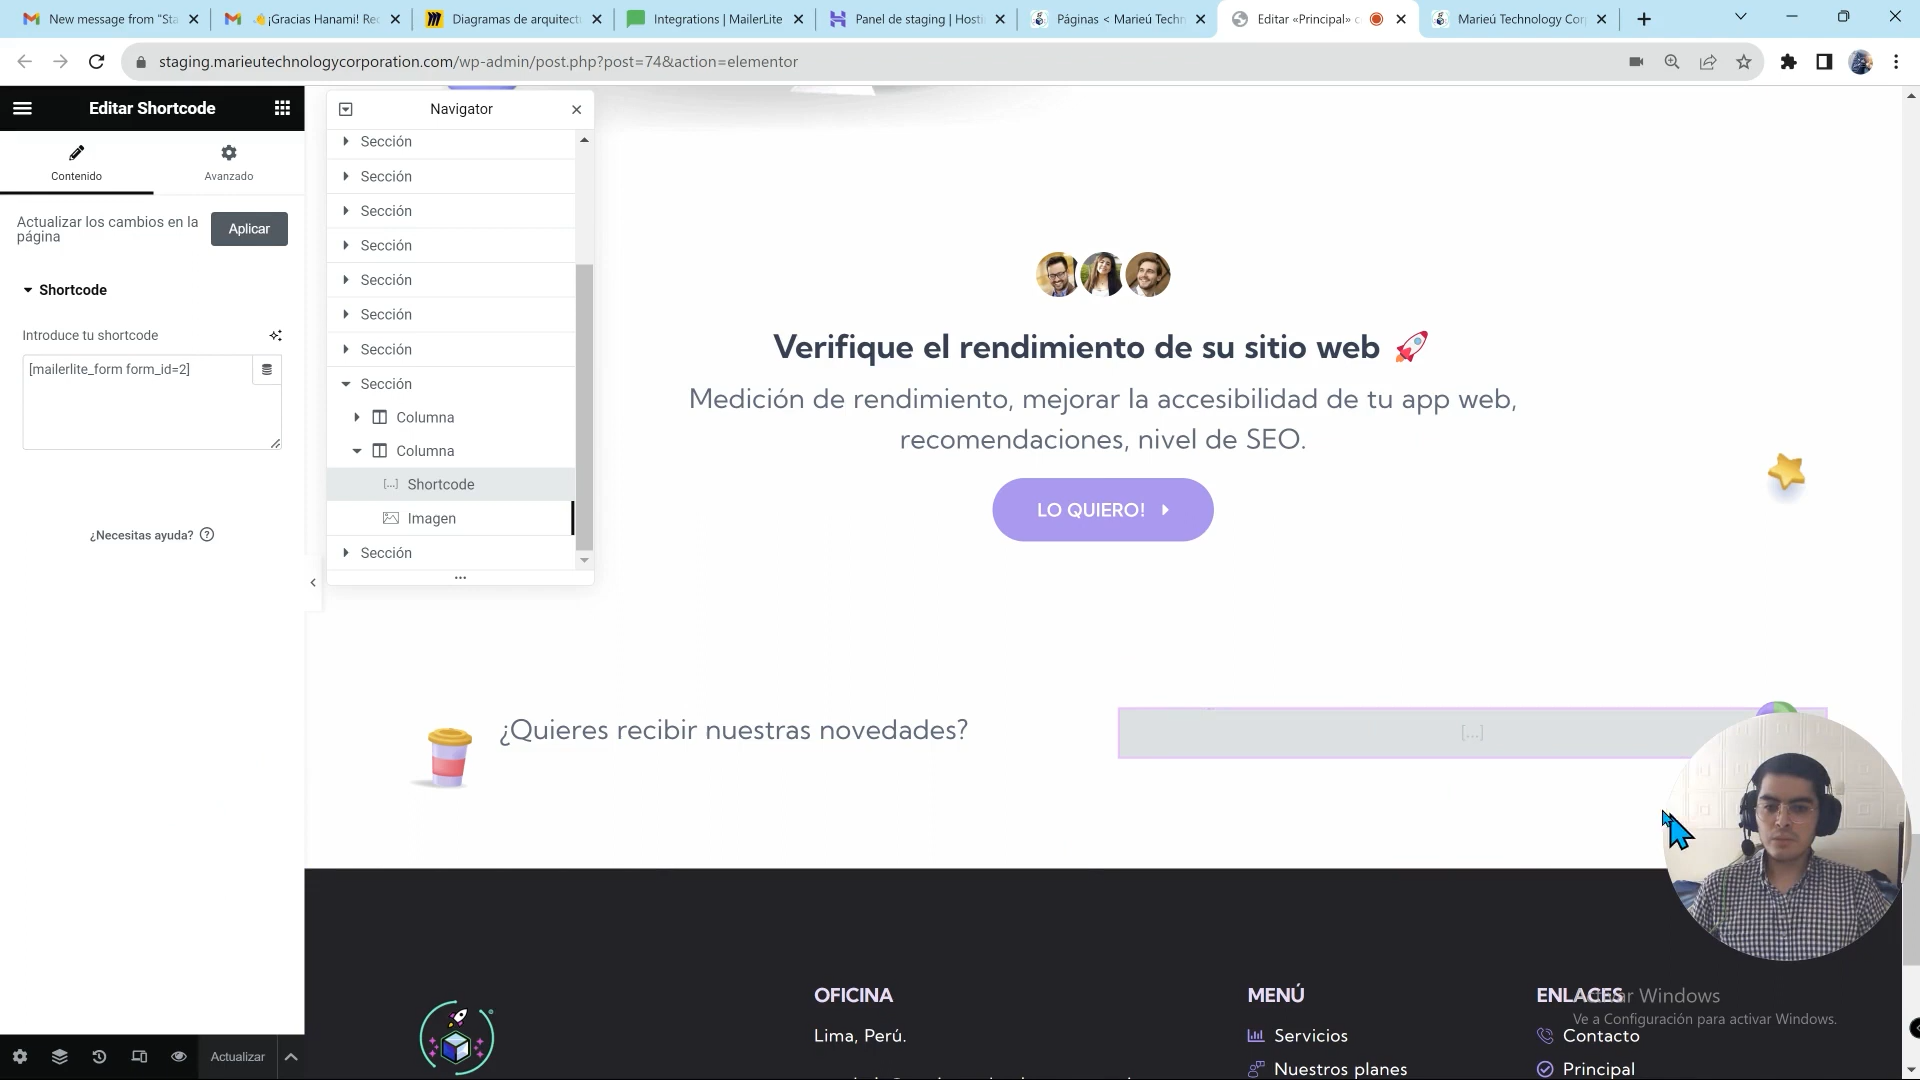 New message from "Sta
👋¡Gracias Hanami! Re
Diagramas de arquitect
Integrations | MailerLite
Panel de staging | Hosti
Páginas < Marieú Techn
Editar «Principal» c
Marieú Technology Cor
staging.marieutechnologycorporation.com/wp-admin/post.php?post=74&action=elementor
Editar Shortcode
Contenido
Avanzado
Actualizar los cambios en la
página
Aplicar
Shortcode
Introduce tu shortcode
[mailerlite_form form_id=2]
¿Necesitas ayuda?
Actualizar
Navigator
Sección
Sección
Sección
Sección
Sección
Sección
Sección
Sección
Columna
Columna
[...] Shortcode
Imagen
Sección
...
Verifique el rendimiento de su sitio web 🚀
Medición de rendimiento, mejorar la accesibilidad de tu app web,
recomendaciones, nivel de SEO.
LO QUIERO!
¿Quieres recibir nuestras novedades?
[...]
OFICINA
Lima, Perú.
MENÚ
Servicios
Nuestros planes
ENLACES
Contacto
Principal
Activar Windows
Ve a Configuración para activar Windows.